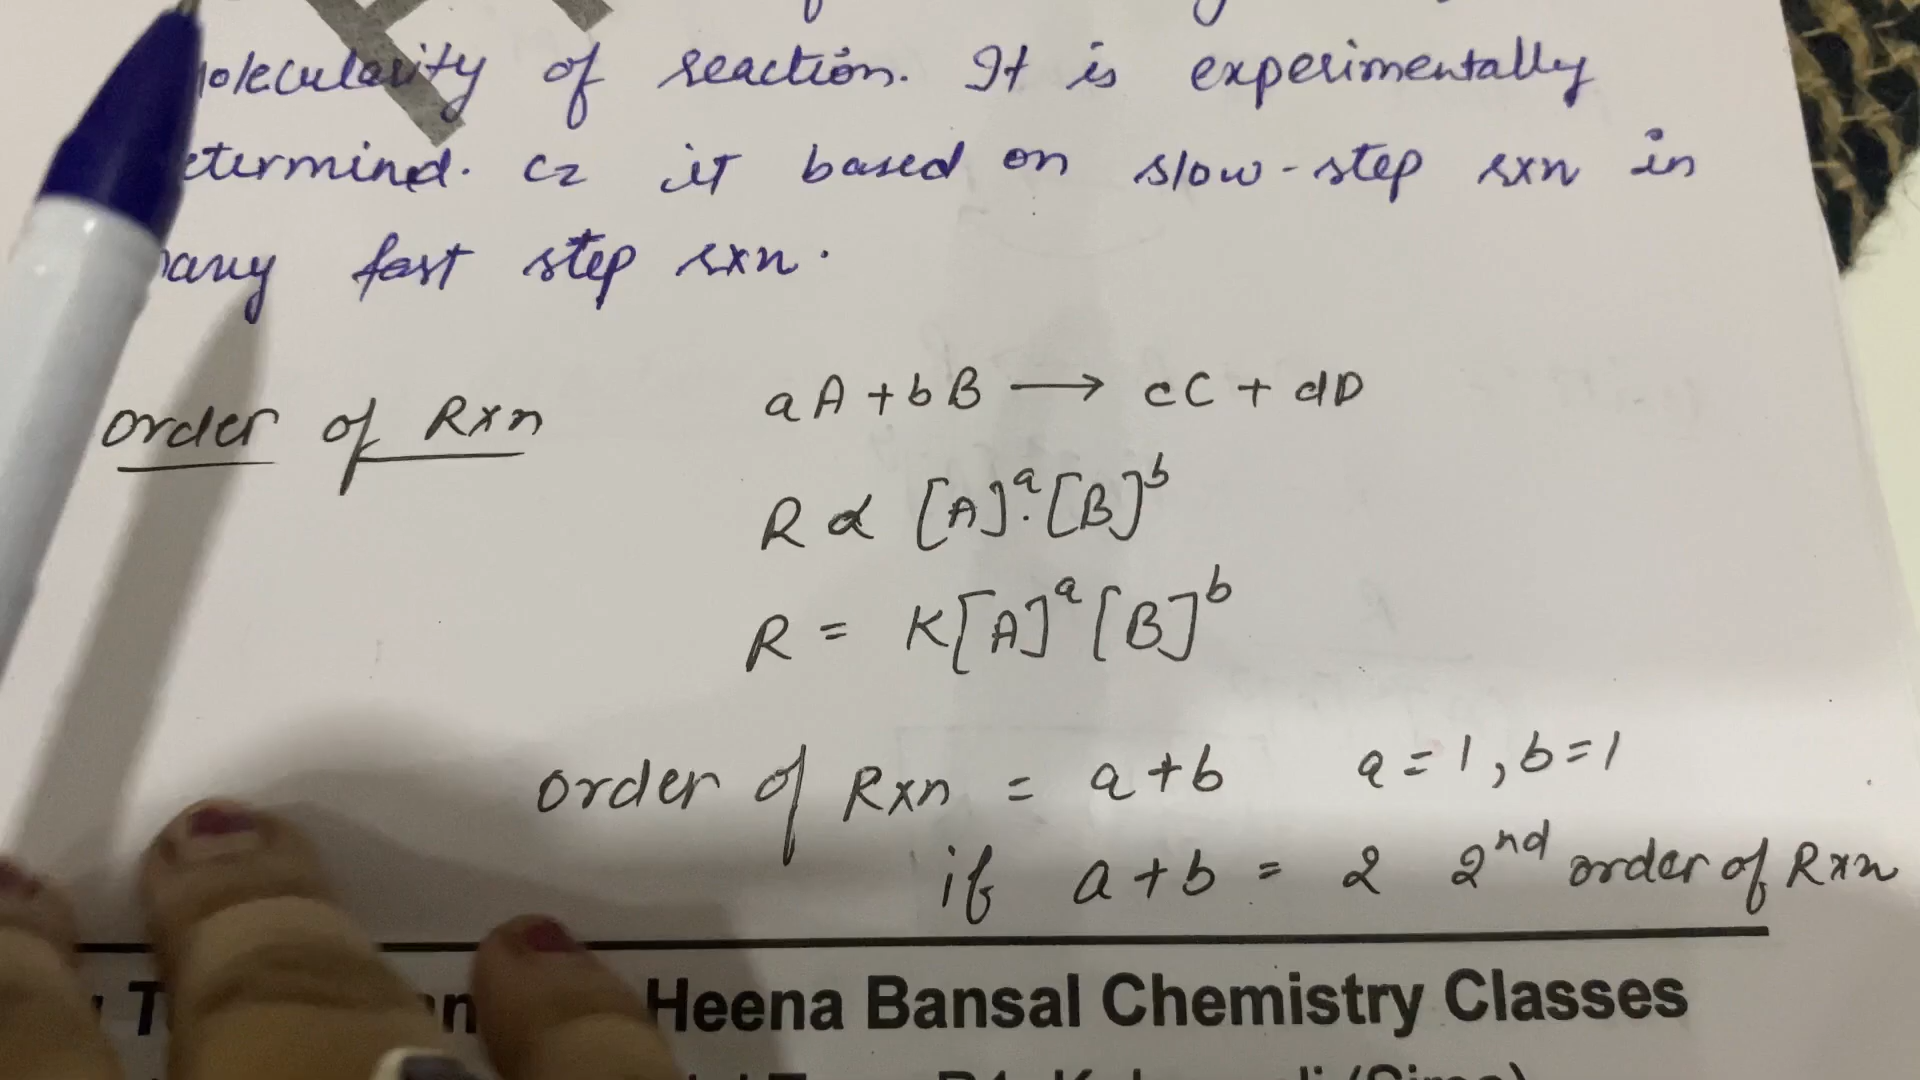 molecularity of reaction. It is experimentally
determind. cz it based on slow-step rxn in
many fast step rxn.
order of Rxn
aA + bB → cC + dD
R ∝ [A]ᵃ.[B]ᵇ
R = K[A]ᵃ[B]ᵇ
order of Rxn = a+b a=1, b=1
if a+b = 2 2nd order of Rxn
Heena Bansal Chemistry Classes